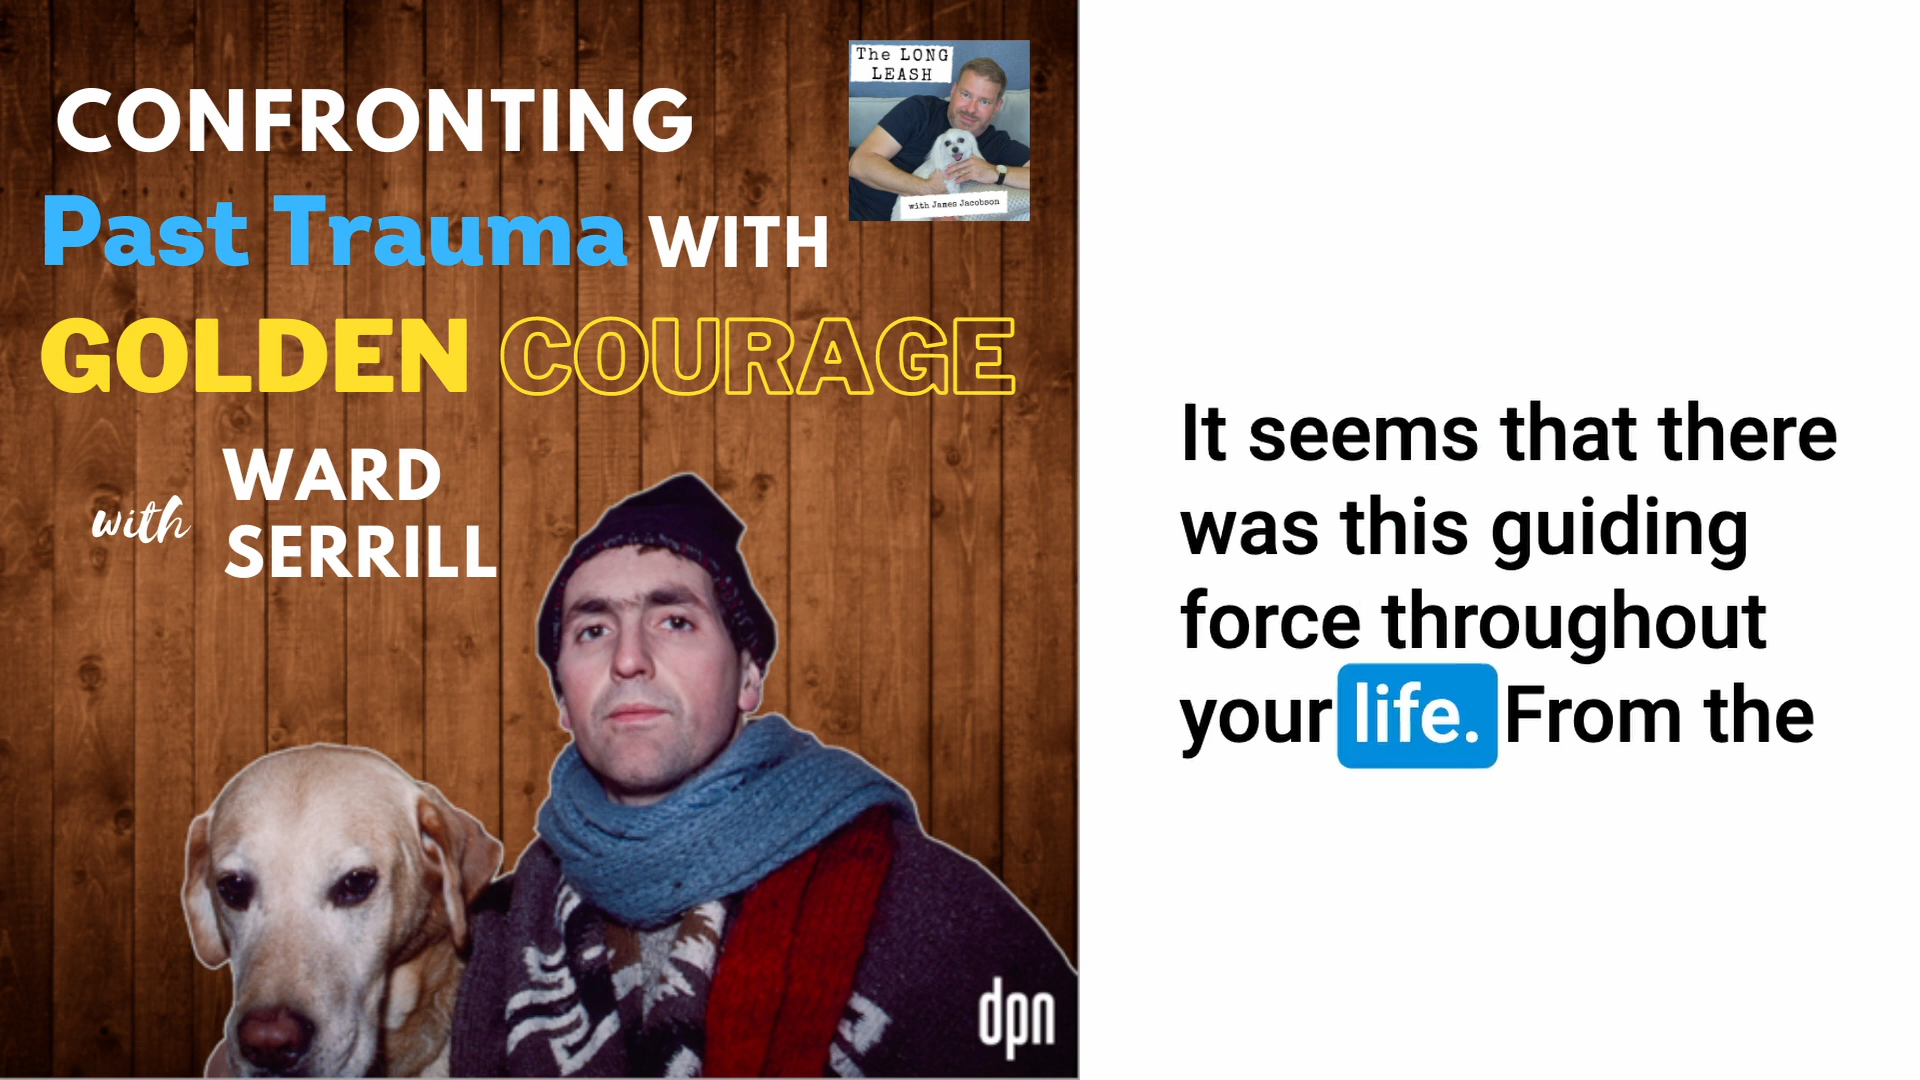 CONFRONTING
Past Trauma WITH
GOLDEN COURAGE
with
WARD
SERRILL
The LONG
LEASH
with James Jacobson
dpn
It seems that there
was this guiding
force throughout
your life. From the